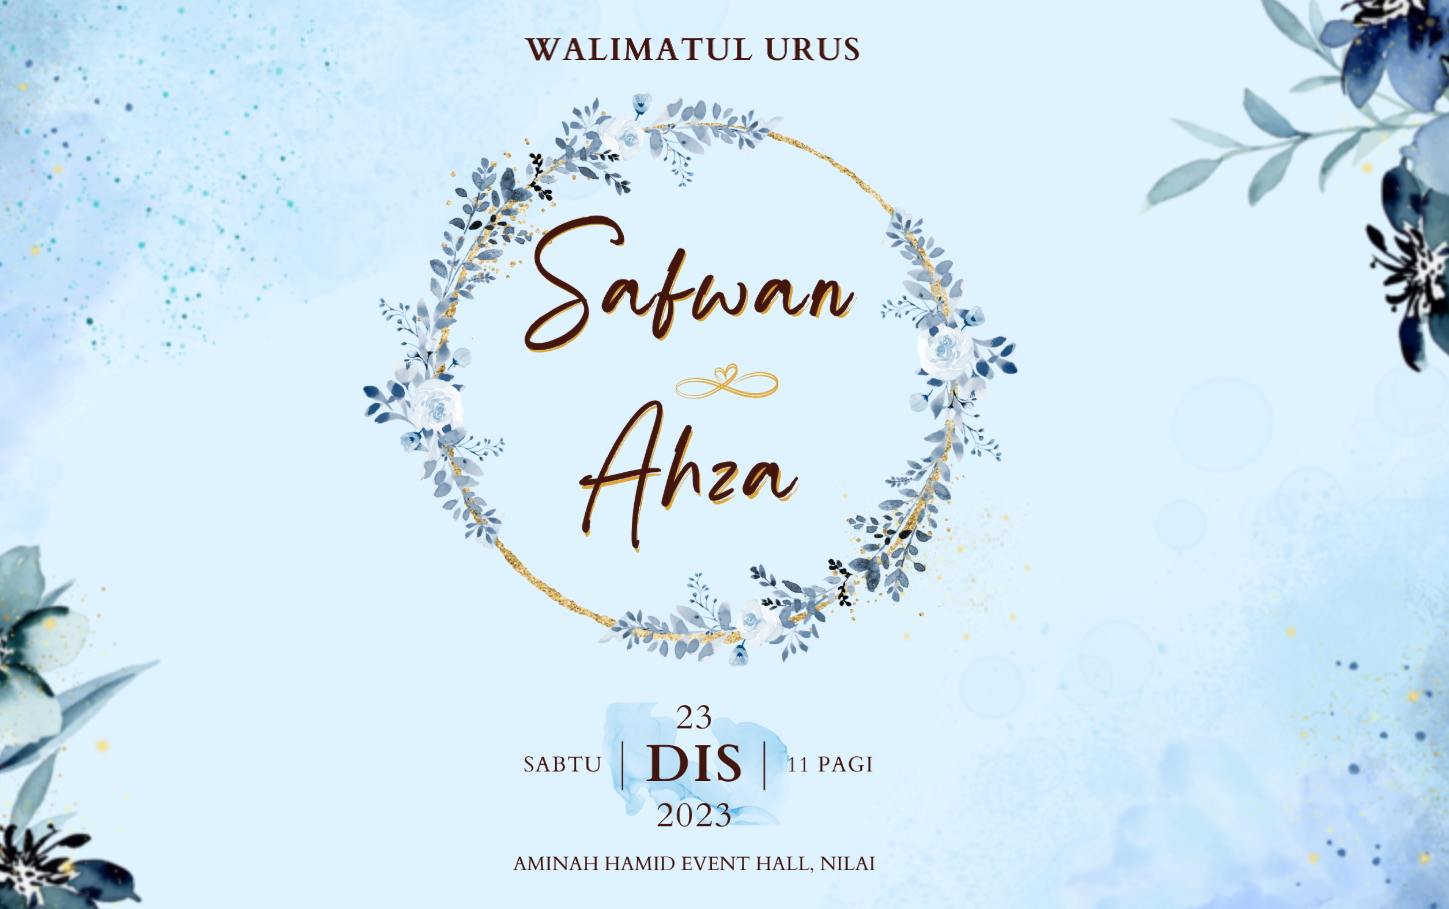 WALIMATUL URUS
Safwan
Ahza
23
SABTU | DIS | 11 PAGI
2023
AMINAH HAMID EVENT HALL, NILAI